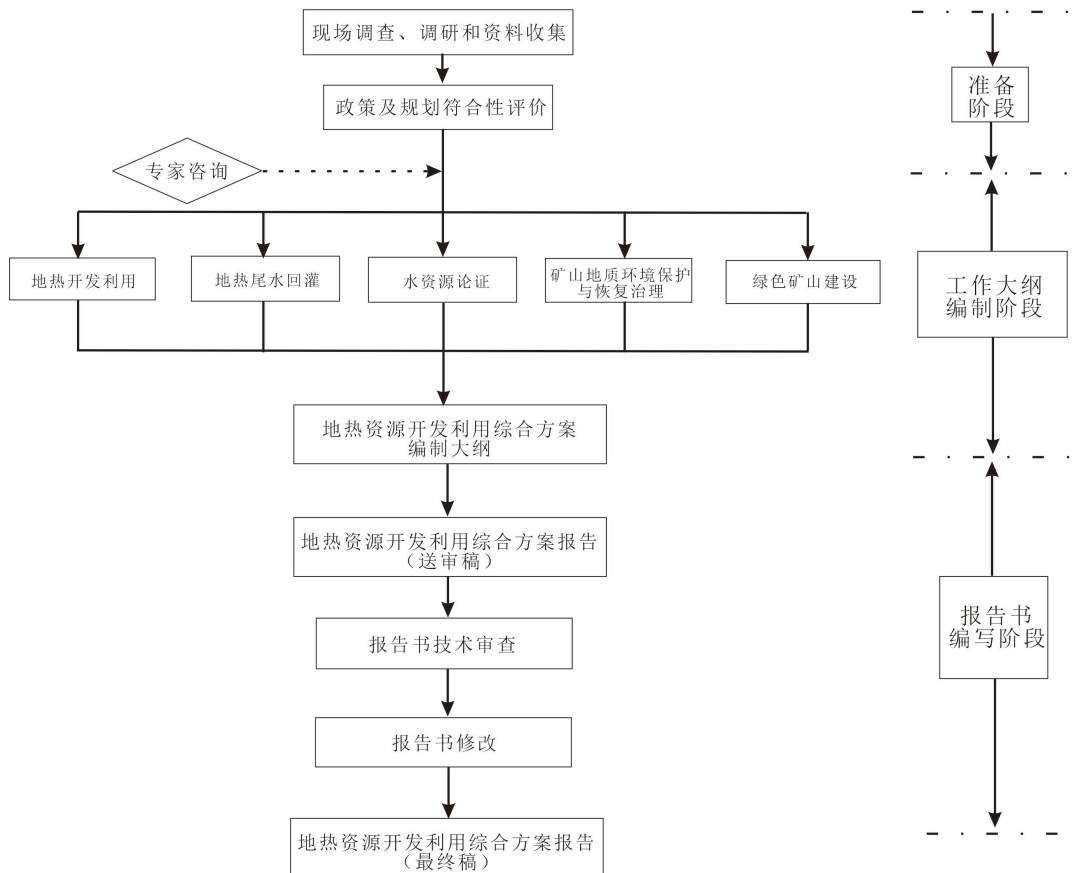 现场调查、调研和资料收集
政策及规划符合性评价
专家咨询
地热开发利用
地热尾水回灌
水资源论证
矿山地质环境保护
与恢复治理
绿色矿山建设
地热资源开发利用综合方案
编制大纲
地热资源开发利用综合方案报告
（送审稿）
报告书技术审查
报告书修改
地热资源开发利用综合方案报告
（最终稿）
准备
阶段
工作大纲
编制阶段
报告书
编写阶段